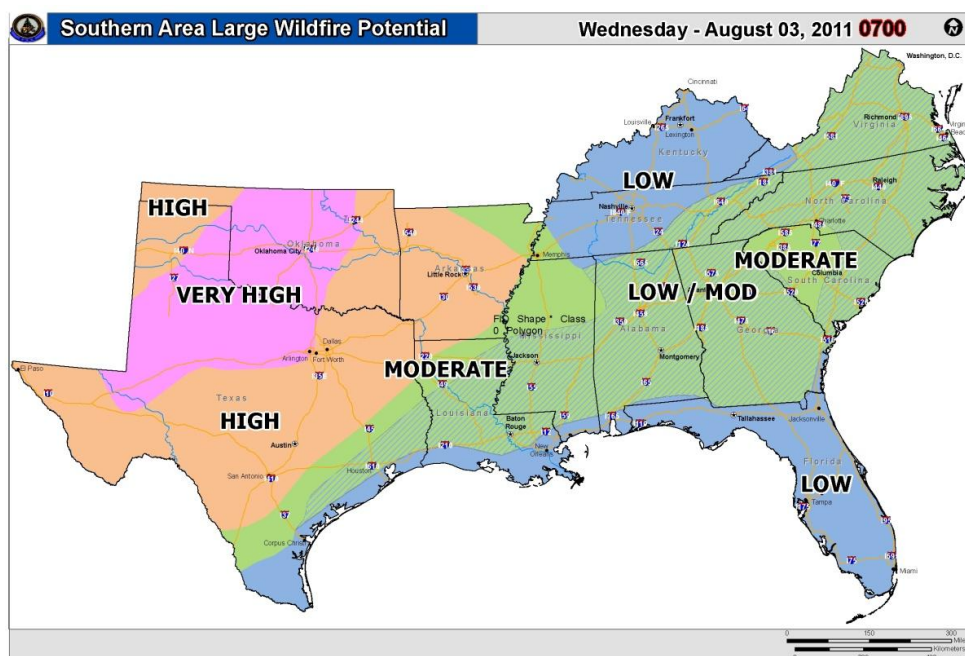 Southern Area Large Wildfire Potential
Wednesday - August 03, 2011 0700
Washington, D.C.
Cincinnati
Louisville
Frankfort
Lexington
Kentucky
Richmond
Virginia
LOW
Raleigh
North Carolina
Charlotte
Nashville
Tennessee
HIGH
Oklahoma
Oklahoma City
Arkansas
Little Rock
Memphis
MODERATE
Columbia
South Carolina
VERY HIGH
LOW / MOD
Shape Class
0 Polygon
Mississippi
Alabama
Georgia
Dallas
Arlington
Fort Worth
Jackson
Montgomery
MODERATE
El Paso
Texas
HIGH
Louisiana
Austin
Baton
Rouge
New
Orleans
Tallahassee
Jacksonville
San Antonio
Houston
Florida
LOW
Tampa
Corpus Christi
Miami
0 150 300
Miles
Kilometers